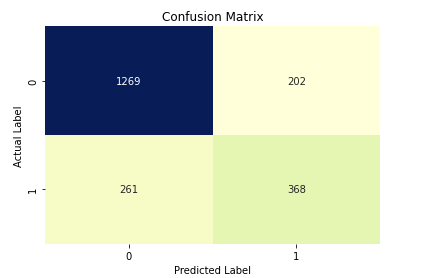 Confusion Matrix
Actual Label
0
1269
202
1
261
368
0
1
Predicted Label